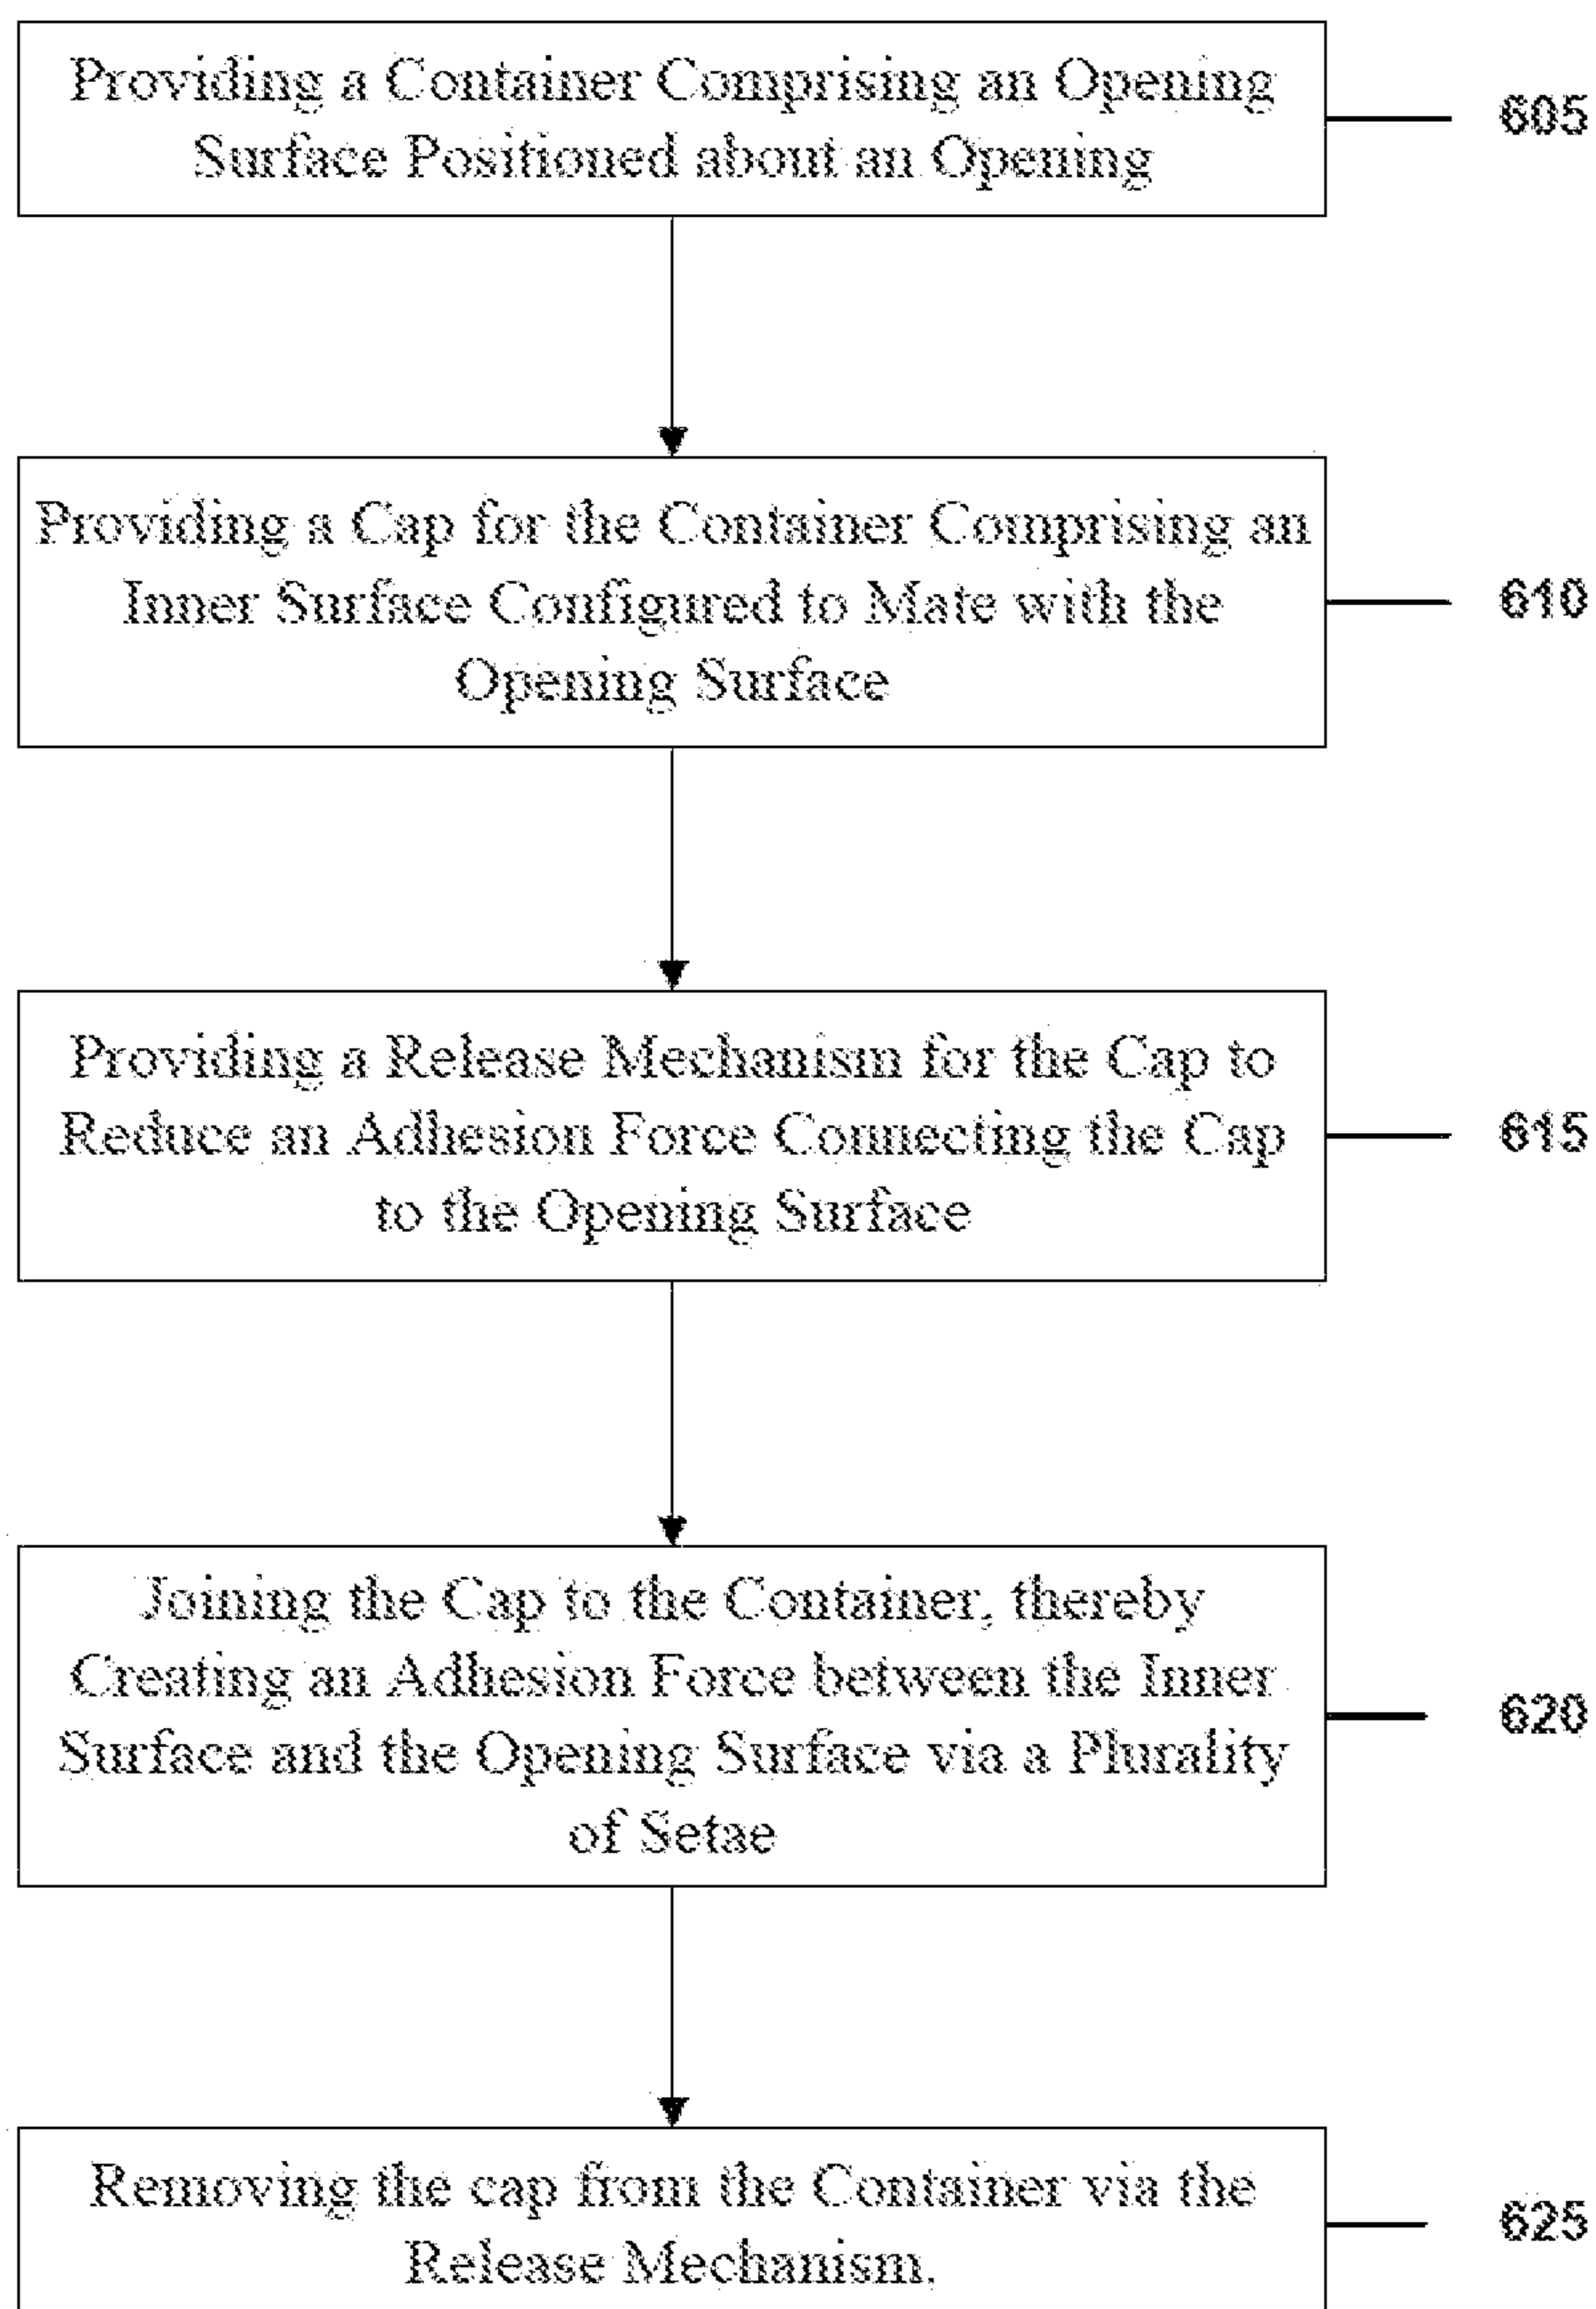 Providing a Container Comprising an Opening
Surface Positioned about an Opening
605
Providing a Cap for the Container Comprising an
Inner Surface Configured to Mate with the
Opening Surface
610
Providing a Release Mechanism for the Cap to
Reduce an Adhesion Force Connecting the Cap
to the Opening Surface
615
Joining the Cap to the Container, thereby
Creating an Adhesion Force between the Inner
Surface and the Opening Surface via a Plurality
of Setae
620
Removing the cap from the Container via the
Release Mechanism.
625